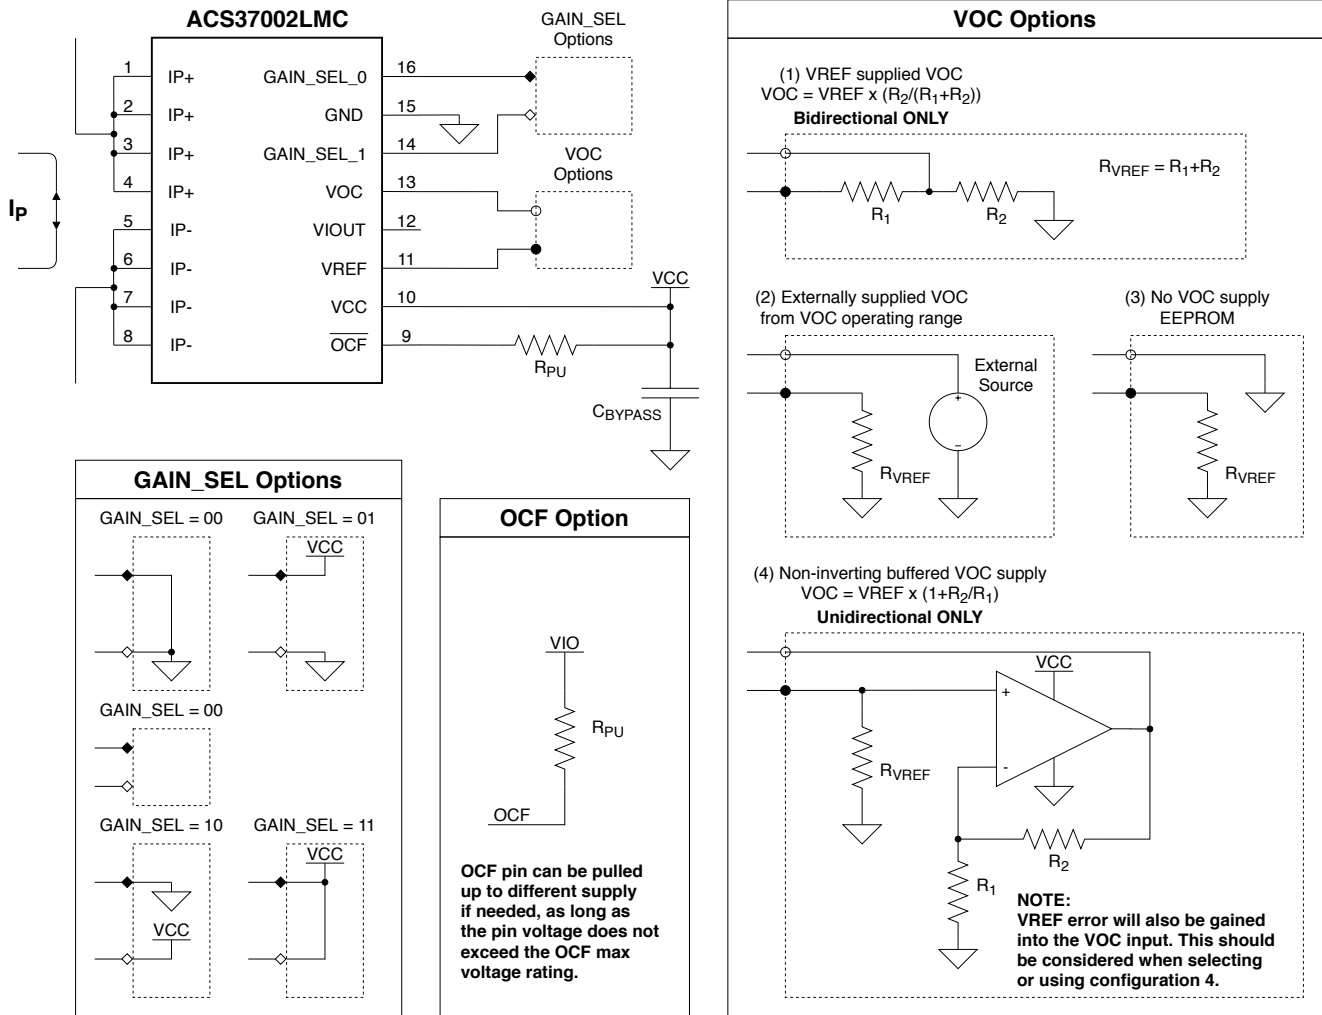 ACS37002LMC
GAIN_SEL
Options
1 IP+ GAIN_SEL_0 16
2 IP+ GND 15
3 IP+ GAIN_SEL_1 14
4 IP+ VOC 13
5 IP- VIOUT 12
6 IP- VREF 11
7 IP- VCC 10
8 IP- OCF 9
IP
VOC
Options
VCC
RPU
CBYPASS
GAIN_SEL Options
GAIN_SEL = 00
GAIN_SEL = 01
VCC
GAIN_SEL = 00
GAIN_SEL = 10
VCC
GAIN_SEL = 11
VCC
OCF Option
VIO
RPU
OCF
OCF pin can be pulled
up to different supply
if needed, as long as
the pin voltage does not
exceed the OCF max
voltage rating.
VOC Options
(1) VREF supplied VOC
VOC = VREF x (R2/(R1+R2))
Bidirectional ONLY
RVREF = R1+R2
R1
R2
(2) Externally supplied VOC
from VOC operating range
External
Source
+
–
RVREF
(3) No VOC supply
EEPROM
RVREF
(4) Non-inverting buffered VOC supply
VOC = VREF x (1+R2/R1)
Unidirectional ONLY
VCC
+
-
RVREF
R2
R1
NOTE:
VREF error will also be gained
into the VOC input. This should
be considered when selecting
or using configuration 4.